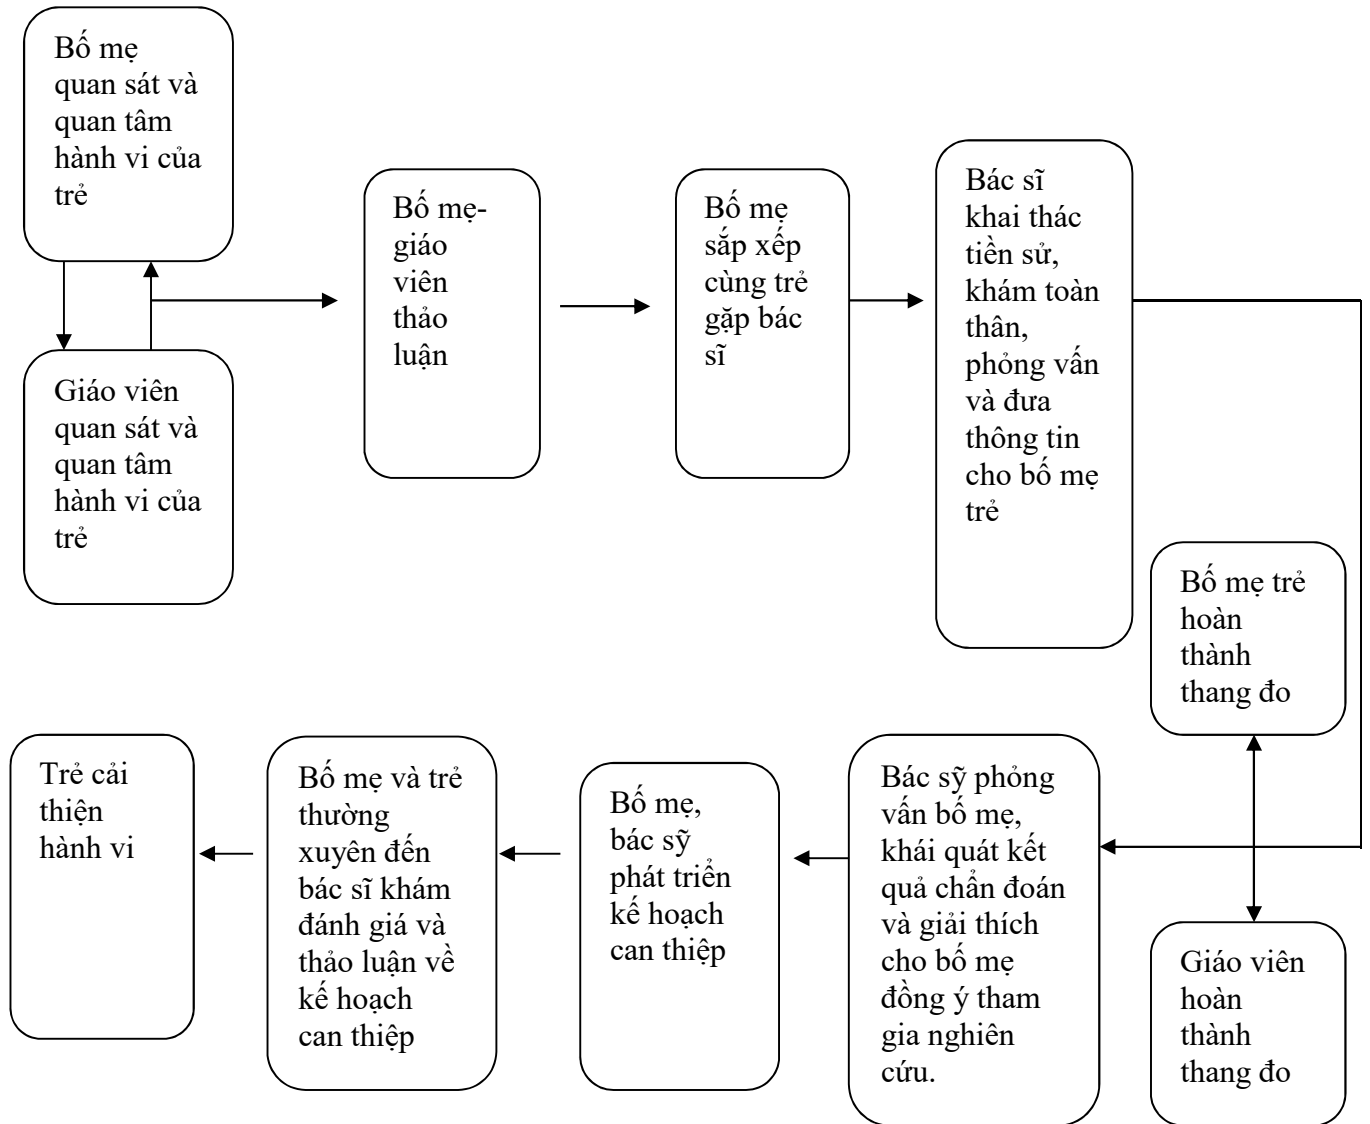 Bố mẹ
quan sát và
quan tâm
hành vi của
trẻ
Giáo viên
quan sát và
quan tâm
hành vi của
trẻ
Bố mẹ-
giáo
viên
thảo
luận
Bố mẹ
sắp xếp
cùng trẻ
gặp bác
sĩ
Bác sĩ
khai thác
tiền sử,
khám toàn
thân,
phỏng vấn
và đưa
thông tin
cho bố mẹ
trẻ
Bố mẹ trẻ
hoàn
thành
thang đo
Giáo viên
hoàn
thành
thang đo
Bác sỹ phỏng
vấn bố mẹ,
khái quát kết
quả chẩn đoán
và giải thích
cho bố mẹ
đồng ý tham
gia nghiên
cứu.
Bố mẹ,
bác sỹ
phát triển
kế hoạch
can thiệp
Bố mẹ và trẻ
thường
xuyên đến
bác sĩ khám
đánh giá và
thảo luận về
kế hoạch
can thiệp
Trẻ cải
thiện
hành vi